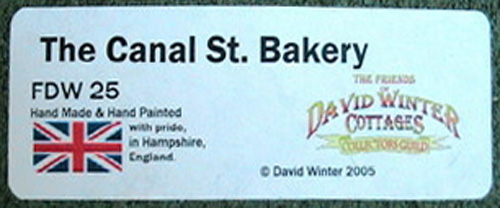 The Canal St. Bakery
FDW 25
Hand Made & Hand Painted
with pride,
in Hampshire,
England.
THE FRIENDS
OF
DAVID WINTER
COTTAGES
COLLECTORS GUILD
© David Winter 2005